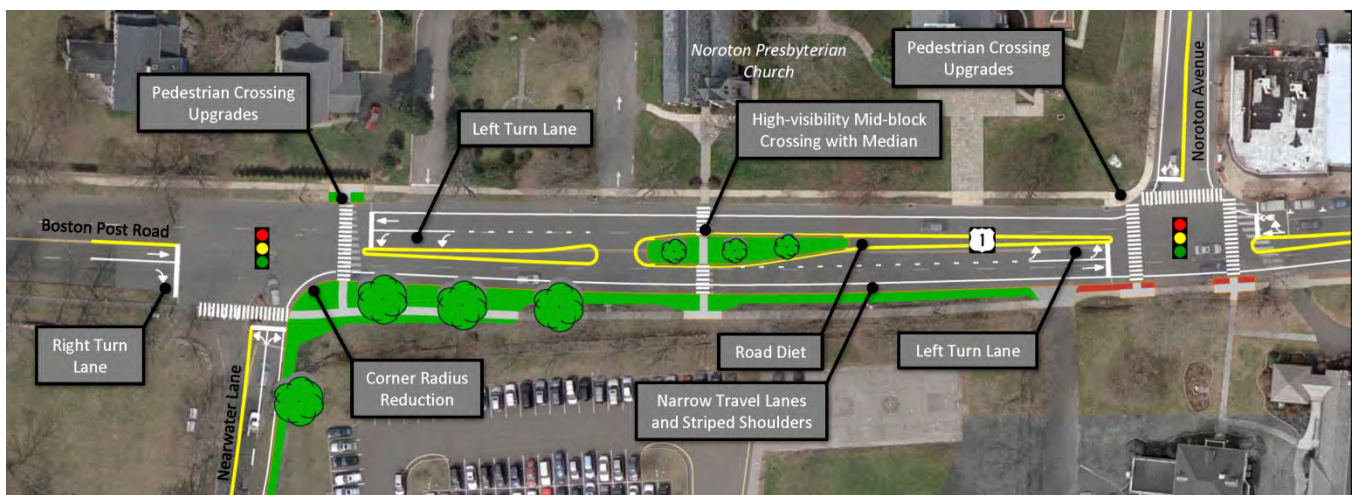 Noroton Presbyterian
Church
Pedestrian Crossing
Upgrades
Noroton Avenue
Pedestrian Crossing
Upgrades
Left Turn Lane
High-visibility Mid-block
Crossing with Median
Boston Post Road
1
Right Turn
Lane
Nearwater Lane
Corner Radius
Reduction
Road Diet
Left Turn Lane
Narrow Travel Lanes
and Striped Shoulders